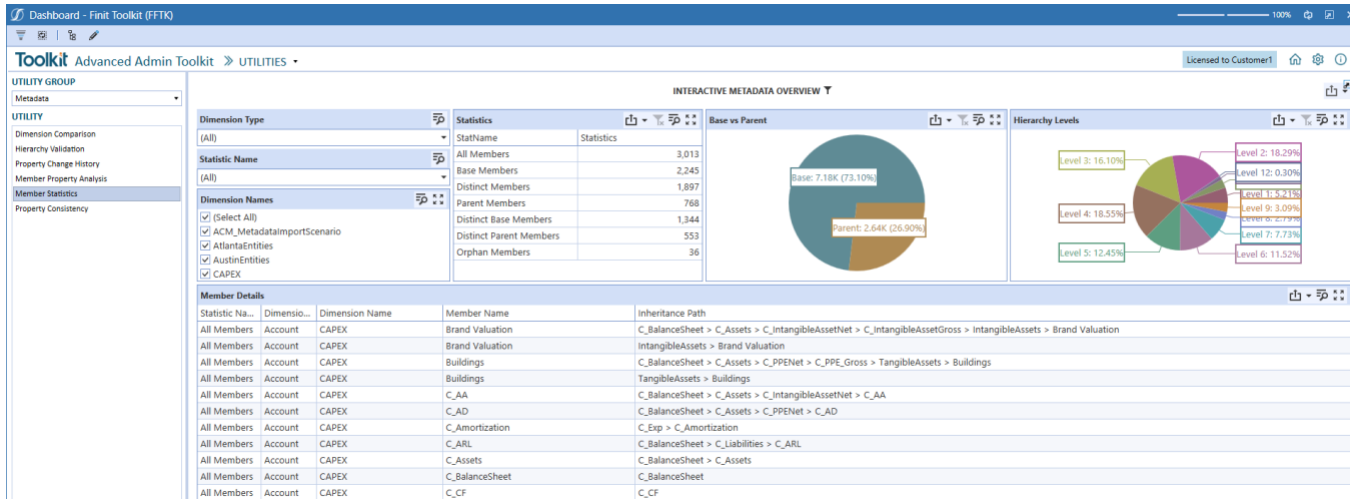 Dashboard - Finit Toolkit (FFTK)
100%
Toolkit Advanced Admin Toolkit >> UTILITIES
Licensed to Customer1
UTILITY GROUP
Metadata
UTILITY
Dimension Comparison
Hierarchy Validation
Property Change History
Member Property Analysis
Member Statistics
Property Consistency
INTERACTIVE METADATA OVERVIEW
Dimension Type
(All)
Statistic Name
(All)
Dimension Names
(Select All)
ACM_MetadataImportScenario
AtlantaEntities
AustinEntities
CAPEX
Statistics
StatName Statistics
All Members 3,013
Base Members 2,245
Distinct Members 1,897
Parent Members 768
Distinct Base Members 1,344
Distinct Parent Members 553
Orphan Members 36
Base vs Parent
Base: 7.18K (73.10%)
Parent: 2.64K (26.90%)
Hierarchy Levels
Level 3: 16.10%
Level 2: 18.29%
Level 12: 0.30%
Level 1: 5.21%
Level 9: 3.09%
Level 8: 2.79%
Level 4: 18.55%
Level 7: 7.73%
Level 5: 12.45%
Level 6: 11.52%
Member Details
Statistic Na... Dimensio... Dimension Name Member Name Inheritance Path
All Members Account CAPEX Brand Valuation C_BalanceSheet > C_Assets > C_IntangibleAssetNet > C_IntangibleAssetGross > IntangibleAssets > Brand Valuation
All Members Account CAPEX Brand Valuation IntangibleAssets > Brand Valuation
All Members Account CAPEX Buildings C_BalanceSheet > C_Assets > C_PPENet > C_PPE_Gross > TangibleAssets > Buildings
All Members Account CAPEX Buildings TangibleAssets > Buildings
All Members Account CAPEX C_AA C_BalanceSheet > C_Assets > C_IntangibleAssetNet > C_AA
All Members Account CAPEX C_AD C_BalanceSheet > C_Assets > C_PPENet > C_AD
All Members Account CAPEX C_Amortization C_Exp > C_Amortization
All Members Account CAPEX C_ARL C_BalanceSheet > C_Liabilities > C_ARL
All Members Account CAPEX C_Assets C_BalanceSheet > C_Assets
All Members Account CAPEX C_BalanceSheet C_BalanceSheet
All Members Account CAPEX C_CF C_CF